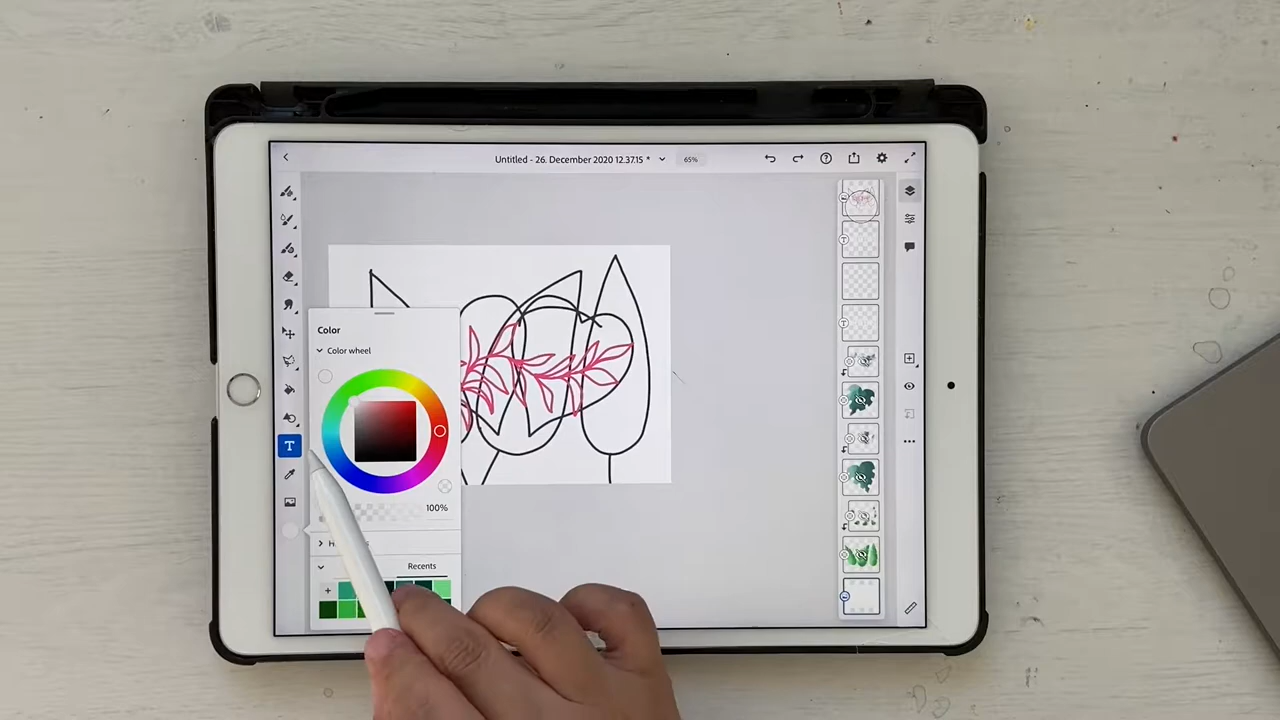 Untitled - 26. December 2020 12.37.15 *
65%
Color
Color wheel
T
100%
Recents